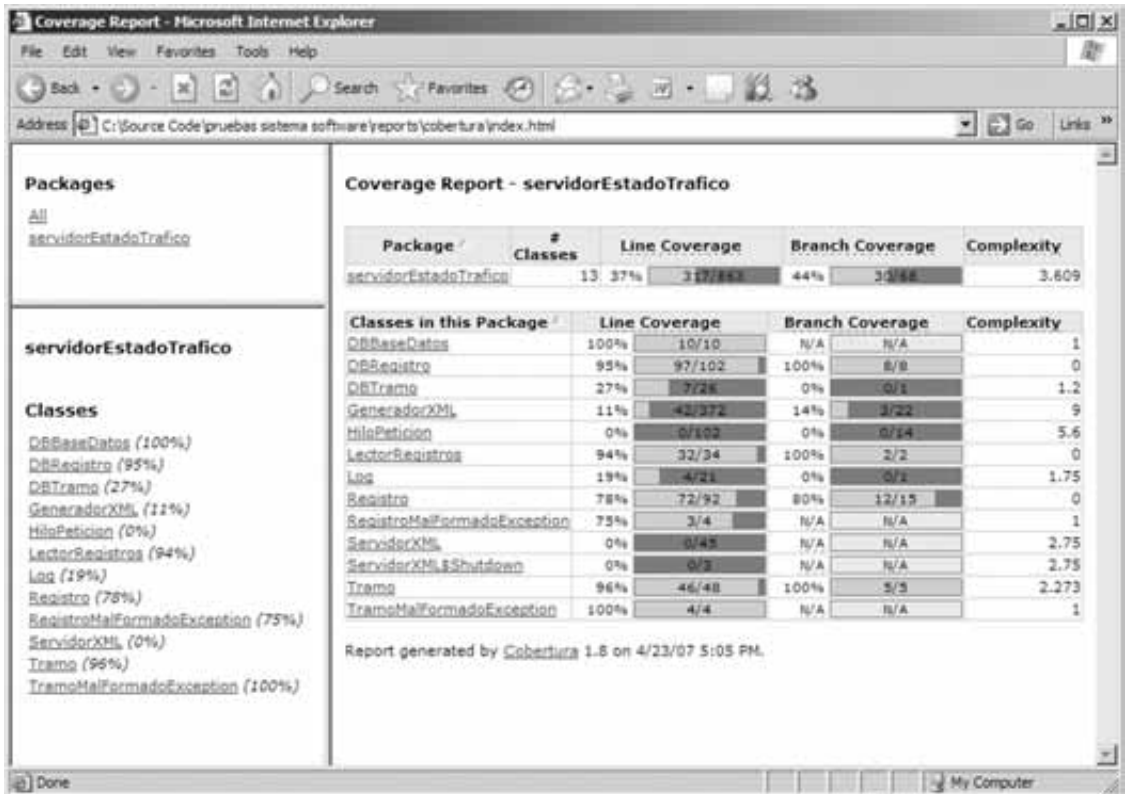 Coverage Report - Microsoft Internet Explorer
File Edit View Favorites Tools Help
Back Search Favorites
Address C:\Source Code\pruebas sistema software\reports\cobertura\index.html Go Links »
Packages
All
servidorEstadoTrafico
servidorEstadoTrafico
Classes
DBBaseDatos (100%)
DBRegistro (95%)
DBTramo (27%)
GeneradorXML (11%)
HiloPeticion (0%)
LectorRegistros (94%)
Log (19%)
Registro (78%)
RegistroMalFormadoException (75%)
ServidorXML (0%)
Tramo (96%)
TramoMalFormadoException (100%)
Coverage Report - servidorEstadoTrafico
Package # Classes Line Coverage Branch Coverage Complexity
servidorEstadoTrafico 13 37% 317/863 44% 30/68 3.609
Classes in this Package Line Coverage Branch Coverage Complexity
DBBaseDatos 100% 10/10 N/A N/A 1
DBRegistro 95% 97/102 100% 8/8 0
DBTramo 27% 7/26 0% 0/1 1.2
GeneradorXML 11% 42/372 14% 3/22 9
HiloPeticion 0% 0/102 0% 0/14 5.6
LectorRegistros 94% 32/34 100% 2/2 0
Log 19% 4/21 0% 0/1 1.75
Registro 78% 72/92 80% 12/15 0
RegistroMalFormadoException 75% 3/4 N/A N/A 1
ServidorXML 0% 0/45 N/A N/A 2.75
ServidorXML$Shutdown 0% 0/3 N/A N/A 2.75
Tramo 96% 46/48 100% 5/5 2.273
TramoMalFormadoException 100% 4/4 N/A N/A 1
Report generated by Cobertura 1.8 on 4/23/07 5:05 PM.
Done
My Computer